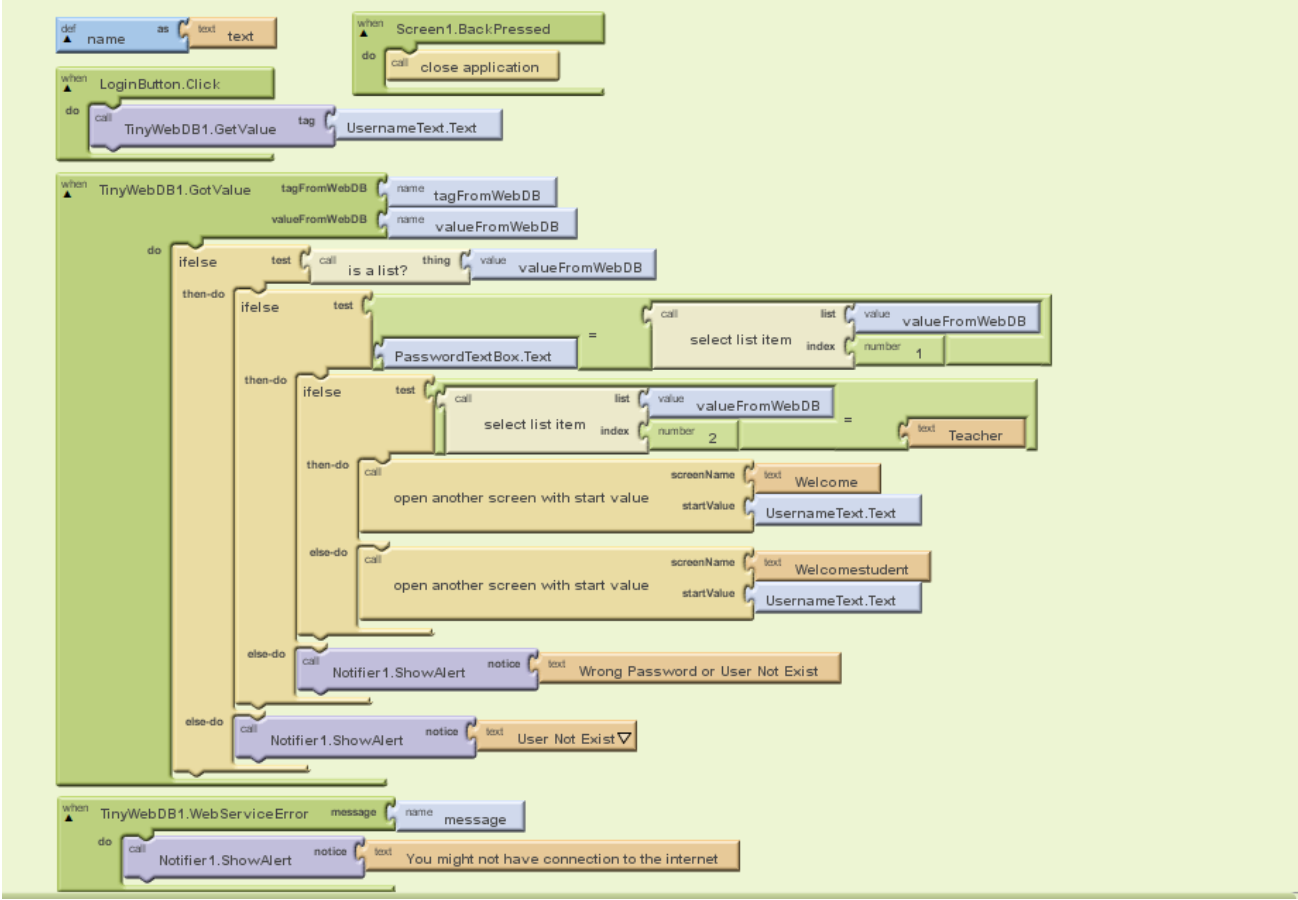 def name as text text
when Screen1.BackPressed
do call close application
when LoginButton.Click
do call TinyWebDB1.GetValue tag UsernameText.Text
when TinyWebDB1.GotValue tagFromWebDB name tagFromWebDB
valueFromWebDB name valueFromWebDB
do ifelse test call is a list? thing value valueFromWebDB
then-do ifelse test call select list item list value valueFromWebDB
PasswordTextBox.Text = index number 1
then-do ifelse test call select list item list value valueFromWebDB
index number 2 = text Teacher
then-do call open another screen with start value screenName text Welcome
startValue UsernameText.Text
else-do call open another screen with start value screenName text Welcomestudent
startValue UsernameText.Text
else-do call Notifier1.ShowAlert notice text Wrong Password or User Not Exist
else-do call Notifier1.ShowAlert notice text User Not Exist
when TinyWebDB1.WebServiceError message name message
do call Notifier1.ShowAlert notice text You might not have connection to the internet